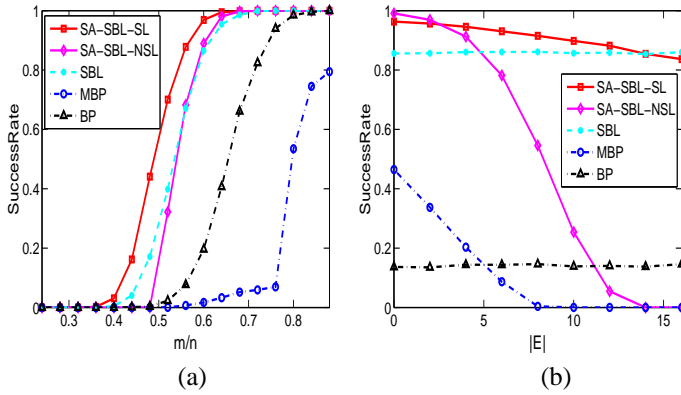 SuccessRate
1
0.8
0.6
0.4
0.2
0
0.3 0.4 0.5 0.6 0.7 0.8
m/n
SA−SBL−SL
SA−SBL−NSL
SBL
MBP
BP
(a)
SuccessRate
1
0.8
0.6
0.4
0.2
0
0 5 10 15
|E|
SA−SBL−SL
SA−SBL−NSL
SBL
MBP
BP
(b)